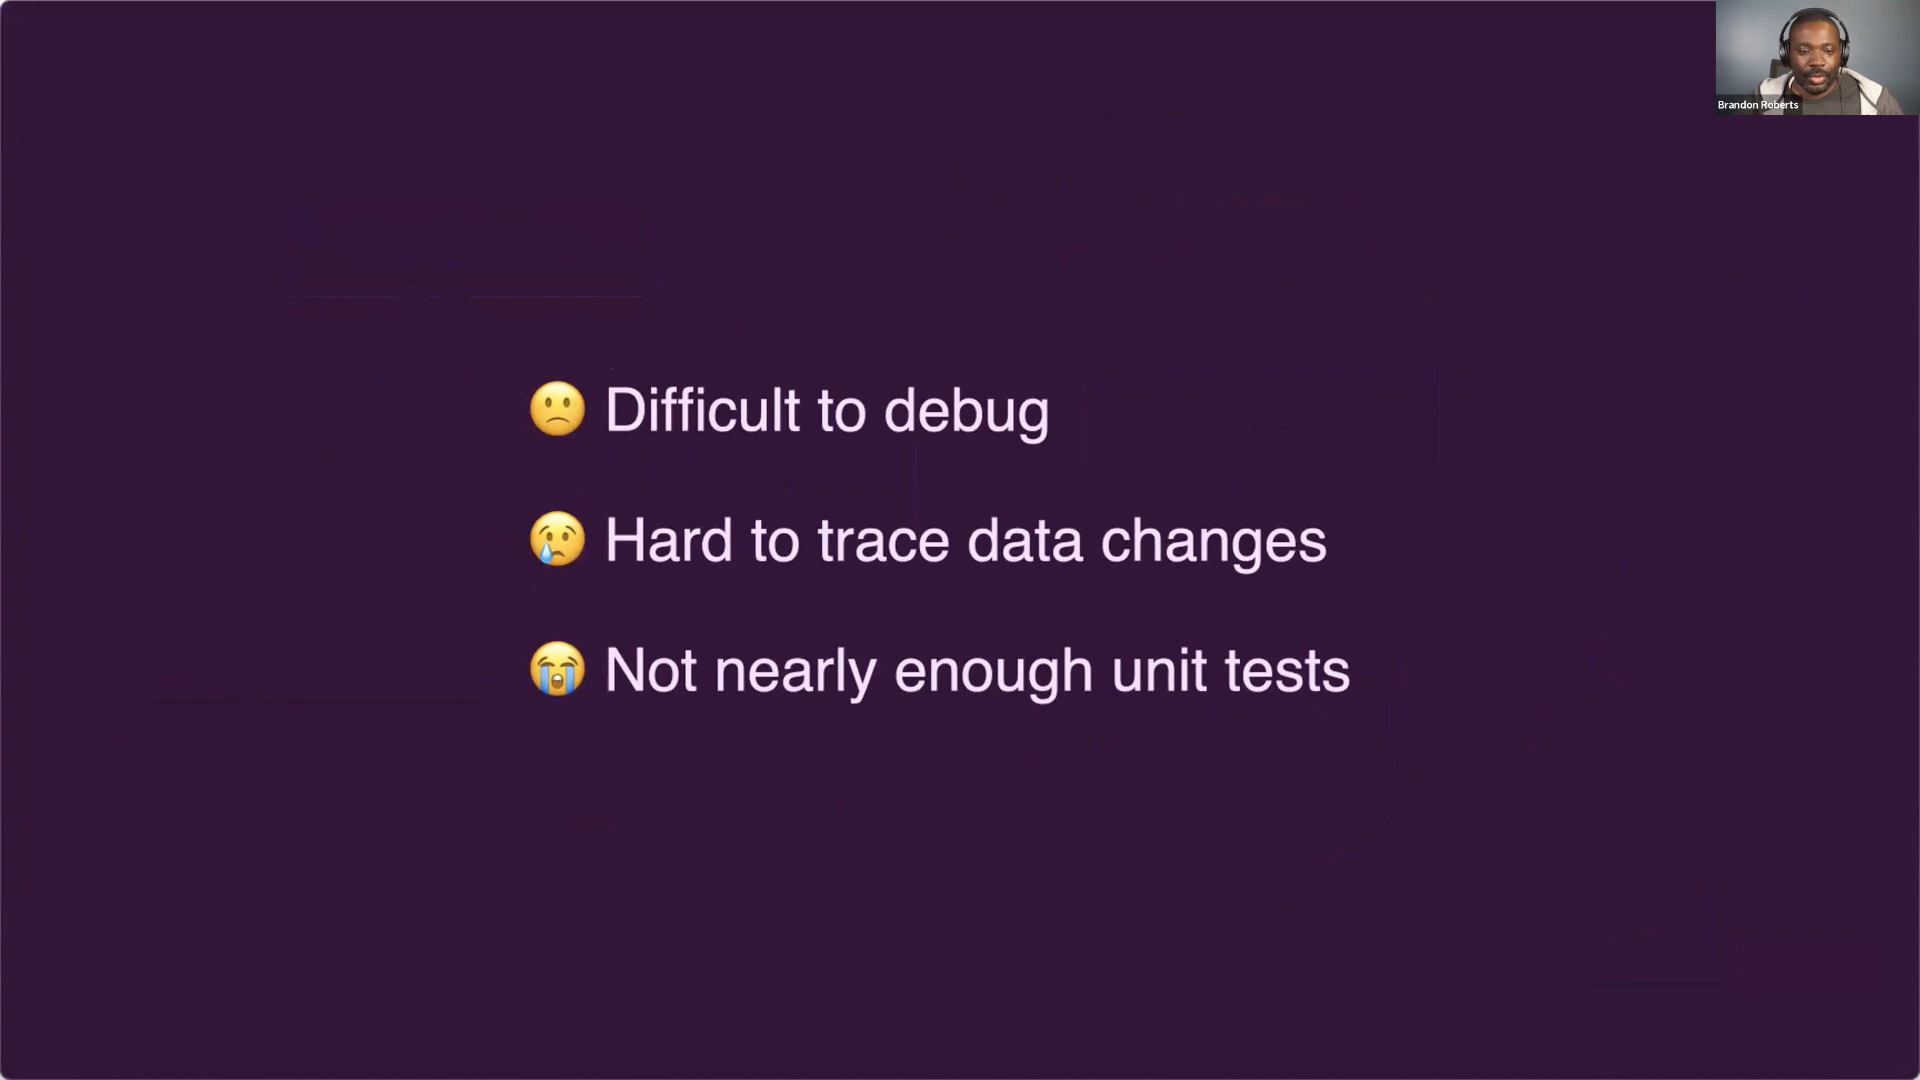 Brandon Roberts
🙁 Difficult to debug
😢 Hard to trace data changes
😭 Not nearly enough unit tests